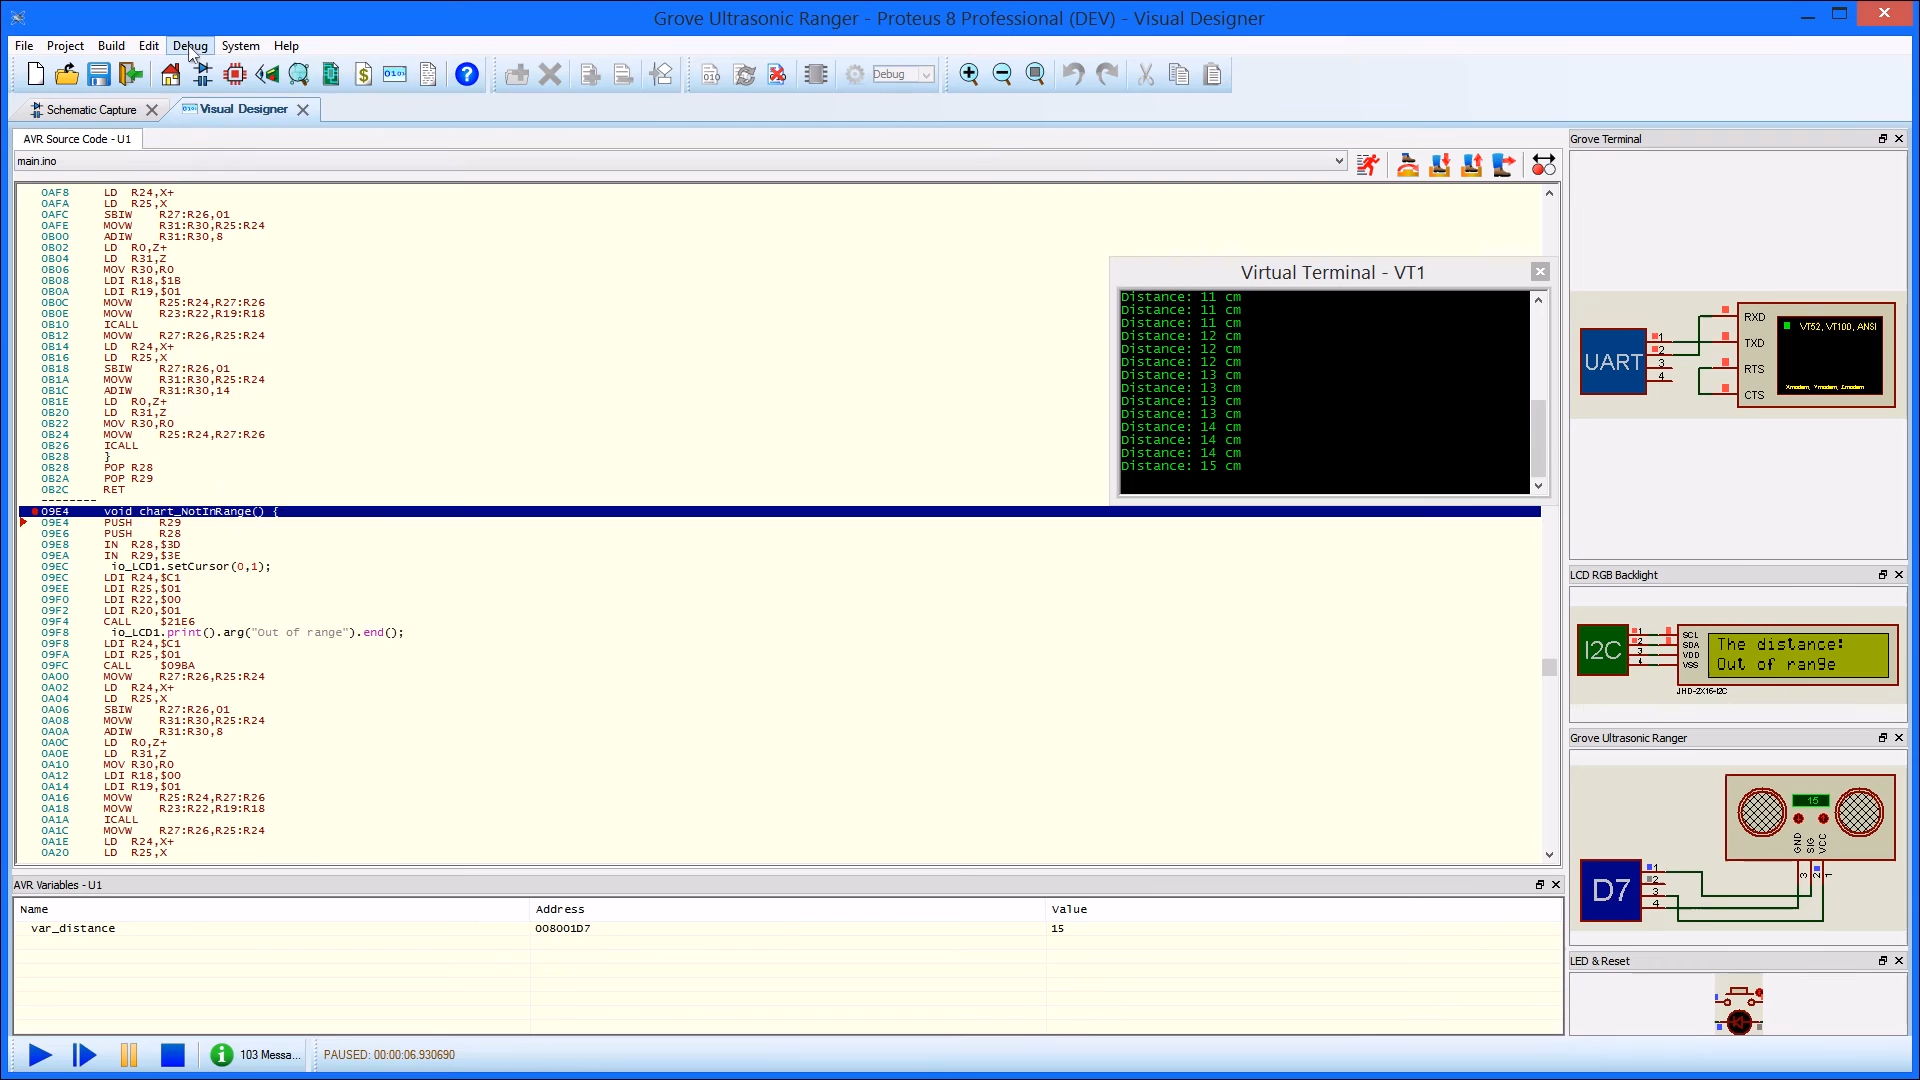 Grove Ultrasonic Ranger - Proteus 8 Professional (DEV) - Visual Designer
File Project Build Edit Debug System Help
Debug
Schematic Capture
Visual Designer
AVR Source Code - U1
main.ino
0AF8 LD R24,X+
0AFA LD R25,X
0AFC SBIW R27:R26,01
0AFE MOVW R31:R30,R25:R24
0B00 ADIW R31:R30,8
0B02 LD R0,Z+
0B04 LD R31,Z
0B06 MOV R30,R0
0B08 LDI R18,$1B
0B0A LDI R19,$01
0B0C MOVW R25:R24,R27:R26
0B0E MOVW R23:R22,R19:R18
0B10 ICALL
0B12 MOVW R27:R26,R25:R24
0B14 LD R24,X+
0B16 LD R25,X
0B18 SBIW R27:R26,01
0B1A MOVW R31:R30,R25:R24
0B1C ADIW R31:R30,14
0B1E LD R0,Z+
0B20 LD R31,Z
0B22 MOV R30,R0
0B24 MOVW R25:R24,R27:R26
0B26 ICALL
0B28 }
0B28 POP R28
0B2A POP R29
0B2C RET
--------
09E4 void chart_NotInRange() {
09E4 PUSH R29
09E6 PUSH R28
09E8 IN R28,$3D
09EA IN R29,$3E
09EC io_LCD1.setCursor(0,1);
09EC LDI R24,$C1
09EE LDI R25,$01
09F0 LDI R22,$00
09F2 LDI R20,$01
09F4 CALL $21E6
09F8 io_LCD1.print().arg("Out of range").end();
09F8 LDI R24,$C1
09FA LDI R25,$01
09FC CALL $09BA
0A00 MOVW R27:R26,R25:R24
0A02 LD R24,X+
0A04 LD R25,X
0A06 SBIW R27:R26,01
0A08 MOVW R31:R30,R25:R24
0A0A ADIW R31:R30,8
0A0C LD R0,Z+
0A0E LD R31,Z
0A10 MOV R30,R0
0A12 LDI R18,$00
0A14 LDI R19,$01
0A16 MOVW R25:R24,R27:R26
0A18 MOVW R23:R22,R19:R18
0A1A ICALL
0A1C MOVW R27:R26,R25:R24
0A1E LD R24,X+
0A20 LD R25,X
Virtual Terminal - VT1
Distance: 11 cm
Distance: 11 cm
Distance: 11 cm
Distance: 12 cm
Distance: 12 cm
Distance: 12 cm
Distance: 13 cm
Distance: 13 cm
Distance: 13 cm
Distance: 13 cm
Distance: 14 cm
Distance: 14 cm
Distance: 14 cm
Distance: 15 cm
AVR Variables - U1
Name Address Value
var_distance 008001D7 15
103 Messa... PAUSED: 00:00:06.930690
Grove Terminal
UART
1
2
3
4
RXD
TXD
RTS
CTS
VT52, VT100, ANSI
Xmodem, Ymodem, Zmodem
LCD RGB Backlight
I2C
1
2
3
4
SCL
SDA
VDD
VSS
The distance:
Out of range
JHD-2X16-I2C
Grove Ultrasonic Ranger
15
GND
SIG
VCC
3
2
1
D7
1
2
3
4
LED & Reset